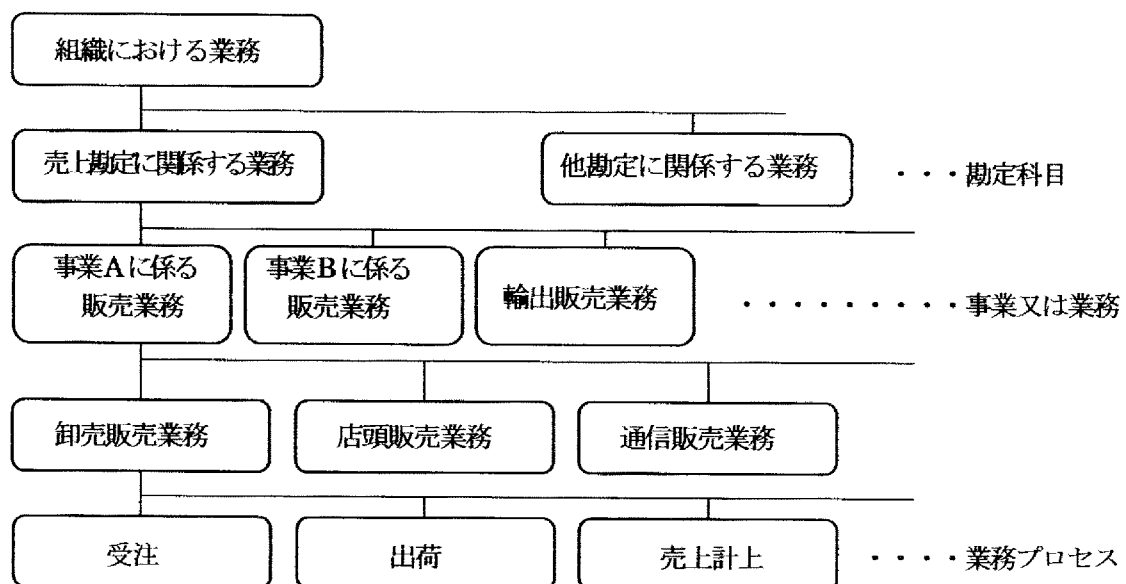 組織における業務
売上勘定に関係する業務
他勘定に関係する業務
・・・勘定科目
事業Aに係る
販売業務
事業Bに係る
販売業務
輸出販売業務
・・・・・・・・・事業又は業務
卸売販売業務
店頭販売業務
通信販売業務
受注
出荷
売上計上
・・・・業務プロセス